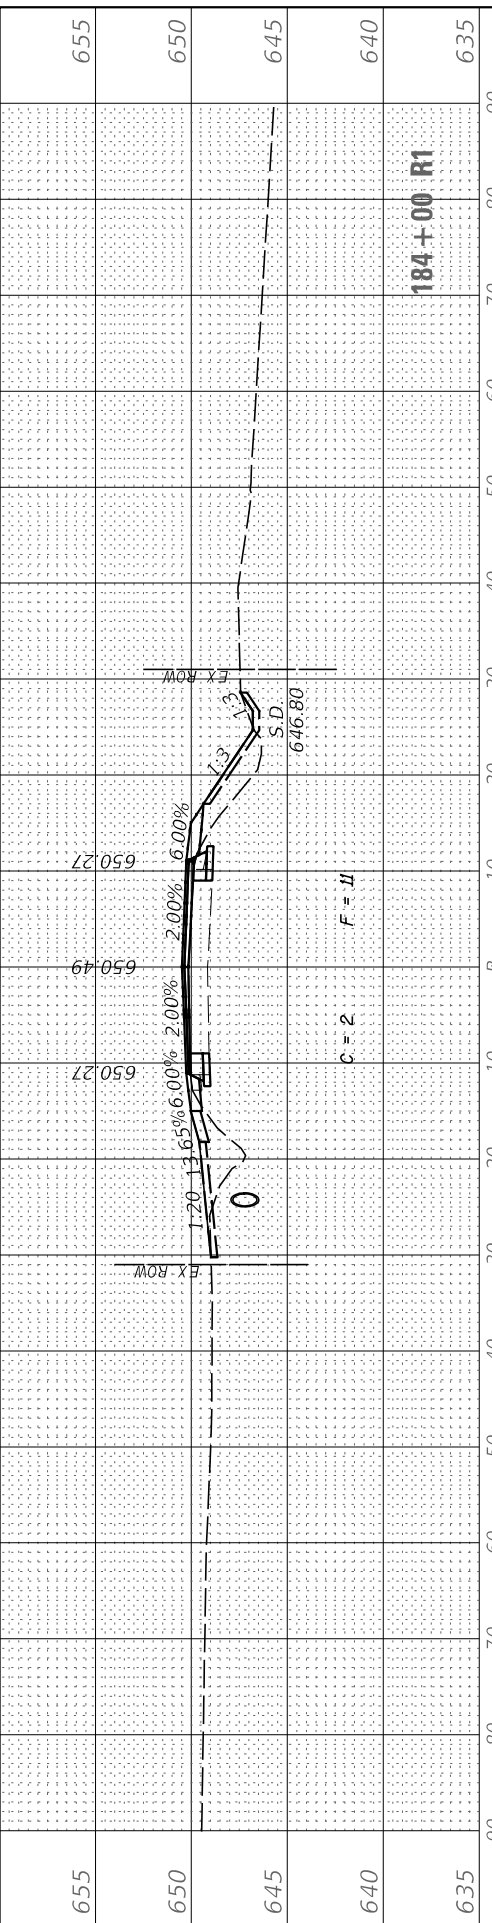 655 655
EX ROW EX ROW
650.27 650.49 650.27
650 650
1:20 13.65% 6.00% 2.00% 2.00% 6.00% 1:3 1:3
S.D.
646.80
645 645
C = 2 F = 11
640 640
184+00 R1
635 635